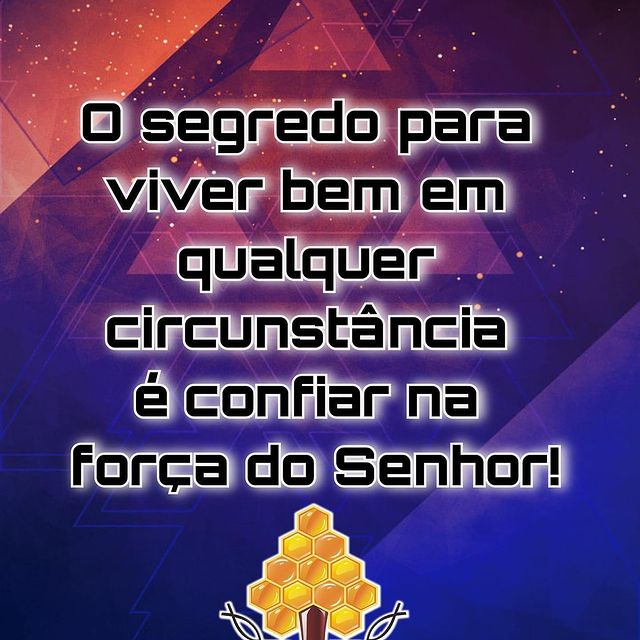 O segredo para
viver bem em
qualquer
circunstância
é confiar na
força do Senhor!